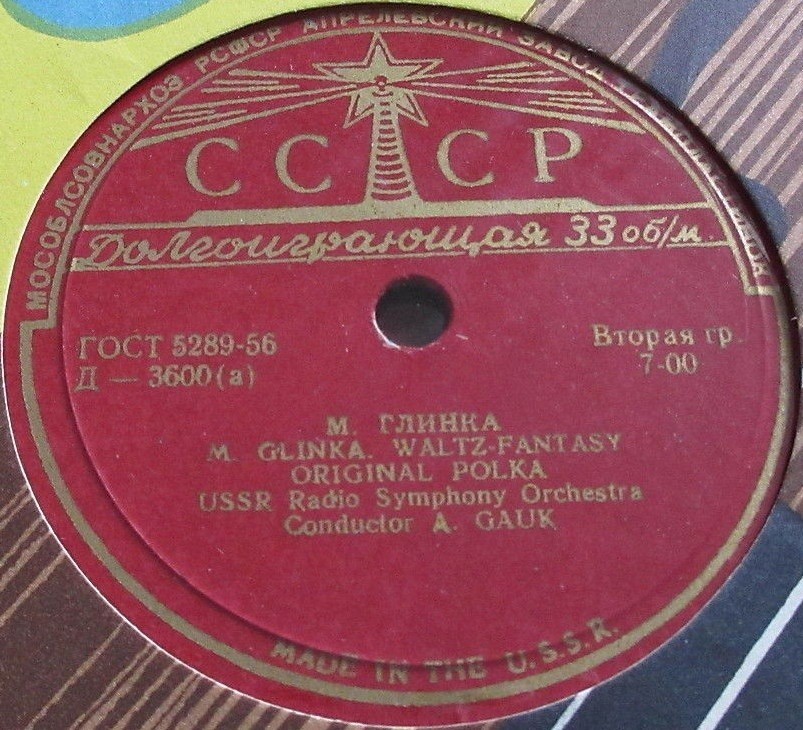 МОСОБЛСОВНАРХОЗ РСФСР АПРЕЛЕВСКИЙ ЗАВОД
СССР
Долгоиграющая 33 об/м.
ГОСТ 5289-56
Д — 3600(а)
Вторая гр.
7-00
М. ГЛИНКА
M. GLINKA. WALTZ-FANTASY
ORIGINAL POLKA
USSR Radio Symphony Orchestra
Conductor A. GAUK
MADE IN THE U.S.S.R.